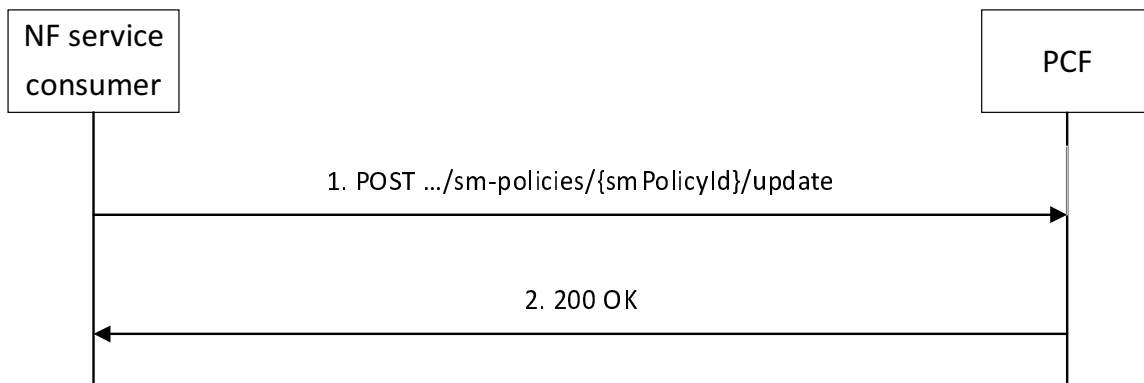 NF service
consumer
PCF
1. POST .../sm-policies/{smPolicyId}/update
2. 200 OK